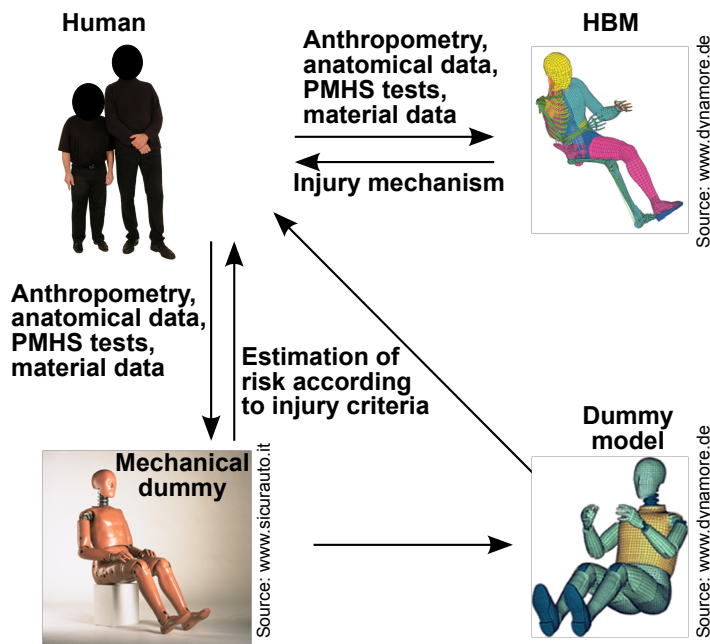 Human
Anthropometry,
anatomical data,
PMHS tests,
material data
HBM
Injury mechanism
Source: www.dynamore.de
Anthropometry,
anatomical data,
PMHS tests,
material data
Estimation of
risk according
to injury criteria
Mechanical
dummy
Source: www.sicurauto.it
Dummy
model
Source: www.dynamore.de